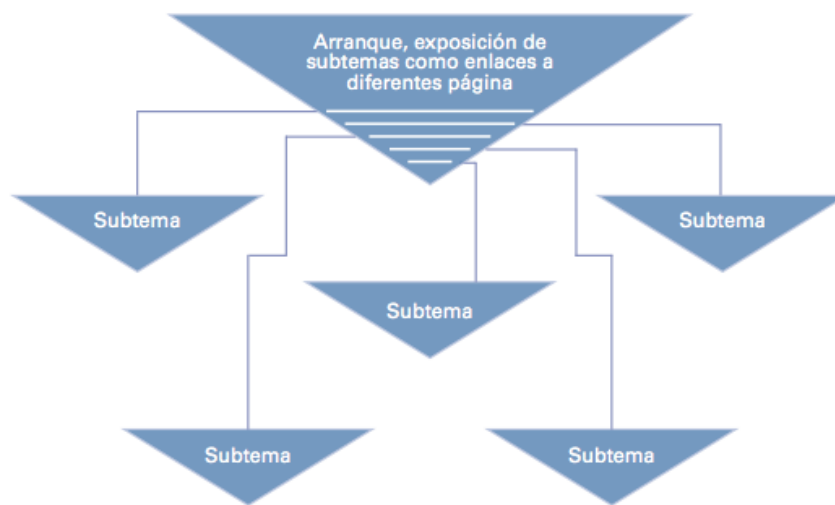 Arranque, exposición de
subtemas como enlaces a
diferentes página
Subtema
Subtema
Subtema
Subtema
Subtema